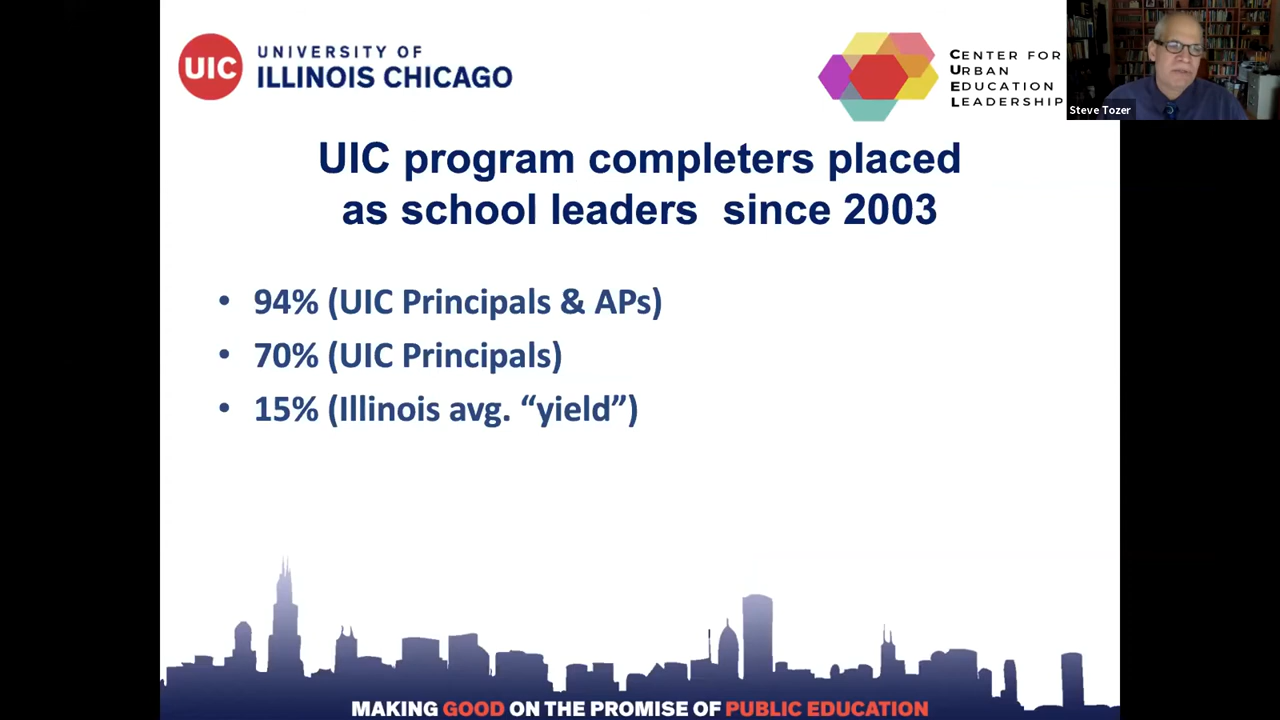 UIC
UNIVERSITY OF
ILLINOIS CHICAGO
CENTER FOR
URBAN
EDUCATION
LEADERSHIP
Steve Tozer
UIC program completers placed
as school leaders since 2003
• 94% (UIC Principals & APs)
• 70% (UIC Principals)
• 15% (Illinois avg. “yield”)
MAKING GOOD ON THE PROMISE OF PUBLIC EDUCATION